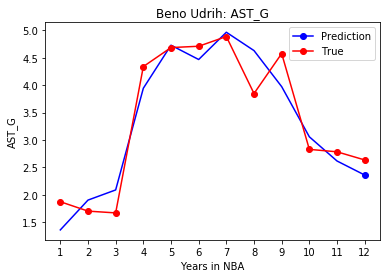 Beno Udrih: AST_G
Prediction
True
AST_G
5.0
4.5
4.0
3.5
3.0
2.5
2.0
1.5
1 2 3 4 5 6 7 8 9 10 11 12
Years in NBA